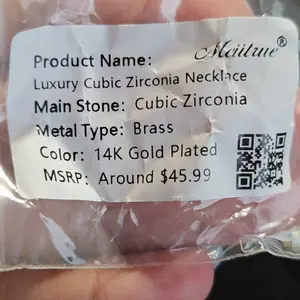 Product Name:
Meitrue®
Luxury Cubic Zirconia Necklace
Main Stone: Cubic Zirconia
Metal Type: Brass
Color: 14K Gold Plated
MSRP: Around $45.99